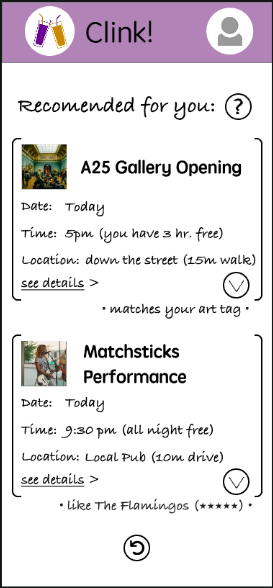 Clink!
Recomended for you: ?
A25 Gallery Opening
Date: Today
Time: 5pm (you have 3 hr. free)
Location: down the street (15m walk)
see details >
• matches your art tag •
Matchsticks
Performance
Date: Today
Time: 9:30 pm (all night free)
Location: Local Pub (10m drive)
see details >
• like The Flamingos (★★★★★) •